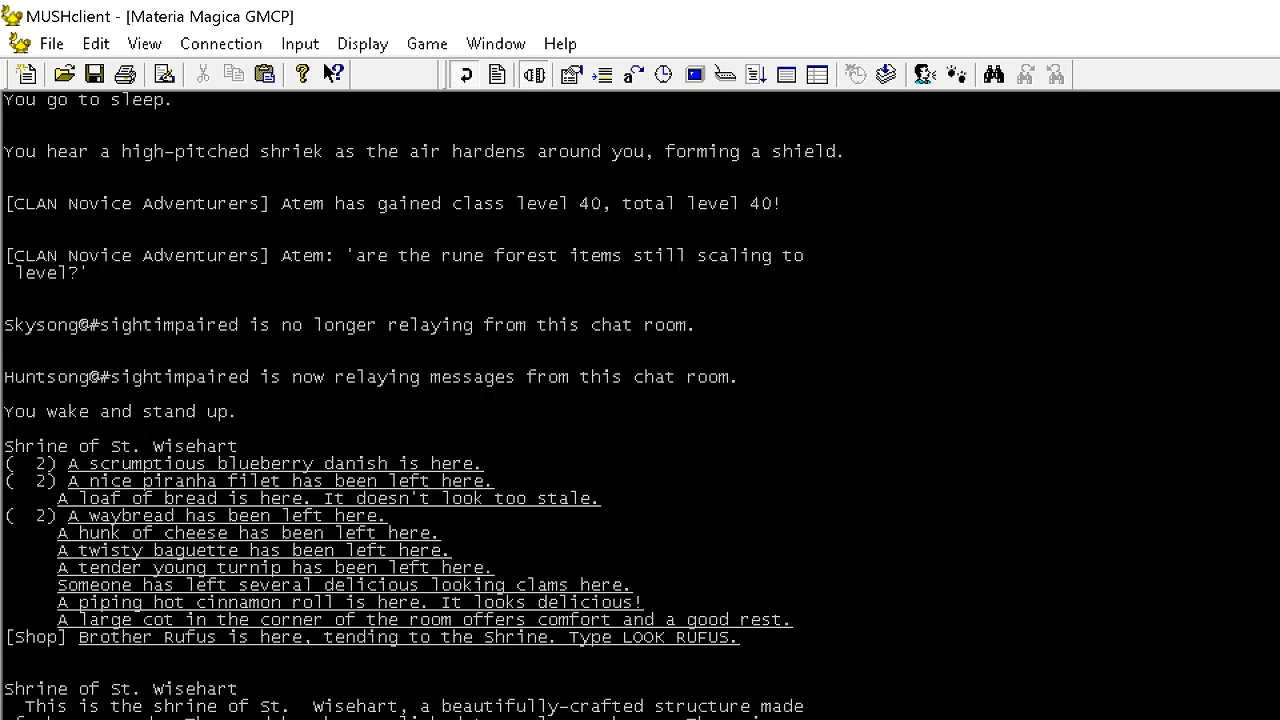 MUSHclient - [Materia Magica GMCP]
File Edit View Connection Input Display Game Window Help
You go to sleep.
You hear a high-pitched shriek as the air hardens around you, forming a shield.
[CLAN Novice Adventurers] Atem has gained class level 40, total level 40!
[CLAN Novice Adventurers] Atem: 'are the rune forest items still scaling to
level?'
Skysong@#sightimpaired is no longer relaying from this chat room.
Huntsong@#sightimpaired is now relaying messages from this chat room.
You wake and stand up.
Shrine of St. Wisehart
( 2) A scrumptious blueberry danish is here.
( 2) A nice piranha filet has been left here.
A loaf of bread is here. It doesn't look too stale.
( 2) A waybread has been left here.
A hunk of cheese has been left here.
A twisty baguette has been left here.
A tender young turnip has been left here.
Someone has left several delicious looking clams here.
A piping hot cinnamon roll is here. It looks delicious!
A large cot in the corner of the room offers comfort and a good rest.
[Shop] Brother Rufus is here, tending to the Shrine. Type LOOK RUFUS.
Shrine of St. Wisehart
This is the shrine of St. Wisehart, a beautifully-crafted structure made